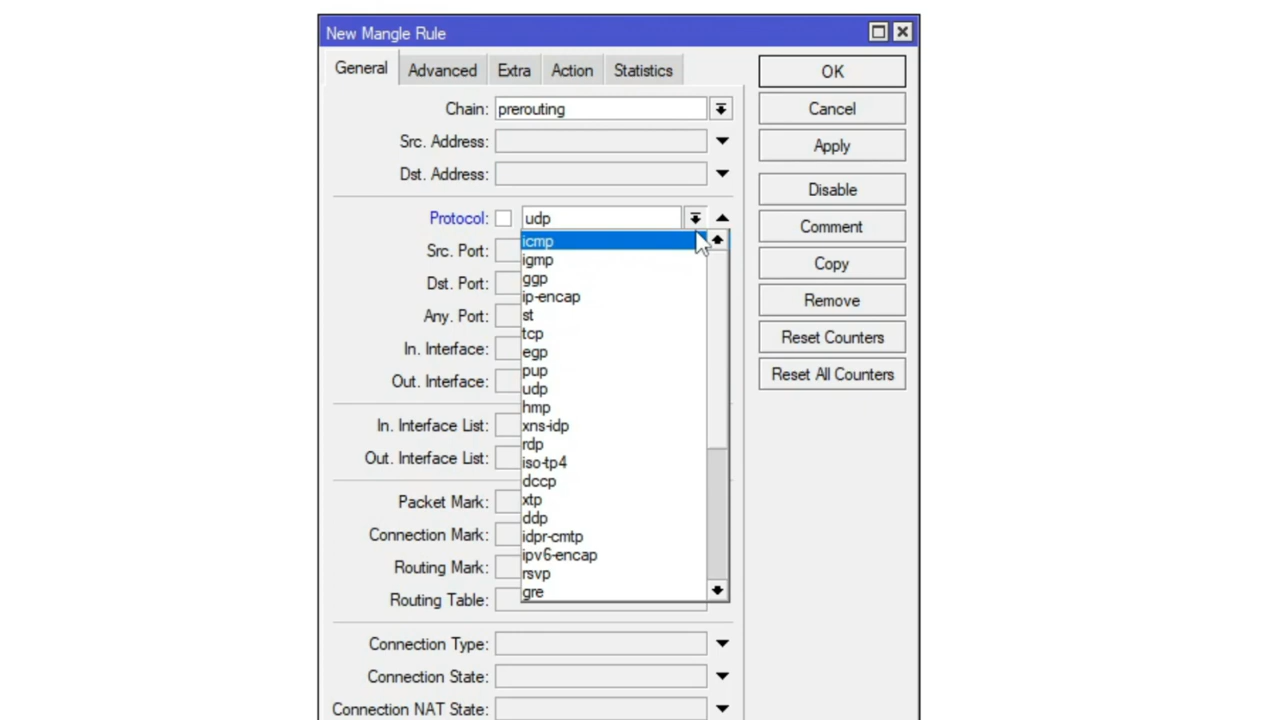 New Mangle Rule
General Advanced Extra Action Statistics
Chain: prerouting
Src. Address:
Dst. Address:
Protocol: udp
Src. Port:
Dst. Port:
Any. Port:
In. Interface:
Out. Interface:
In. Interface List:
Out. Interface List:
Packet Mark:
Connection Mark:
Routing Mark:
Routing Table:
Connection Type:
Connection State:
Connection NAT State:
icmp
igmp
ggp
ip-encap
st
tcp
egp
pup
udp
hmp
xns-idp
rdp
iso-tp4
dccp
xtp
ddp
idpr-cmtp
ipv6-encap
rsvp
gre
OK
Cancel
Apply
Disable
Comment
Copy
Remove
Reset Counters
Reset All Counters